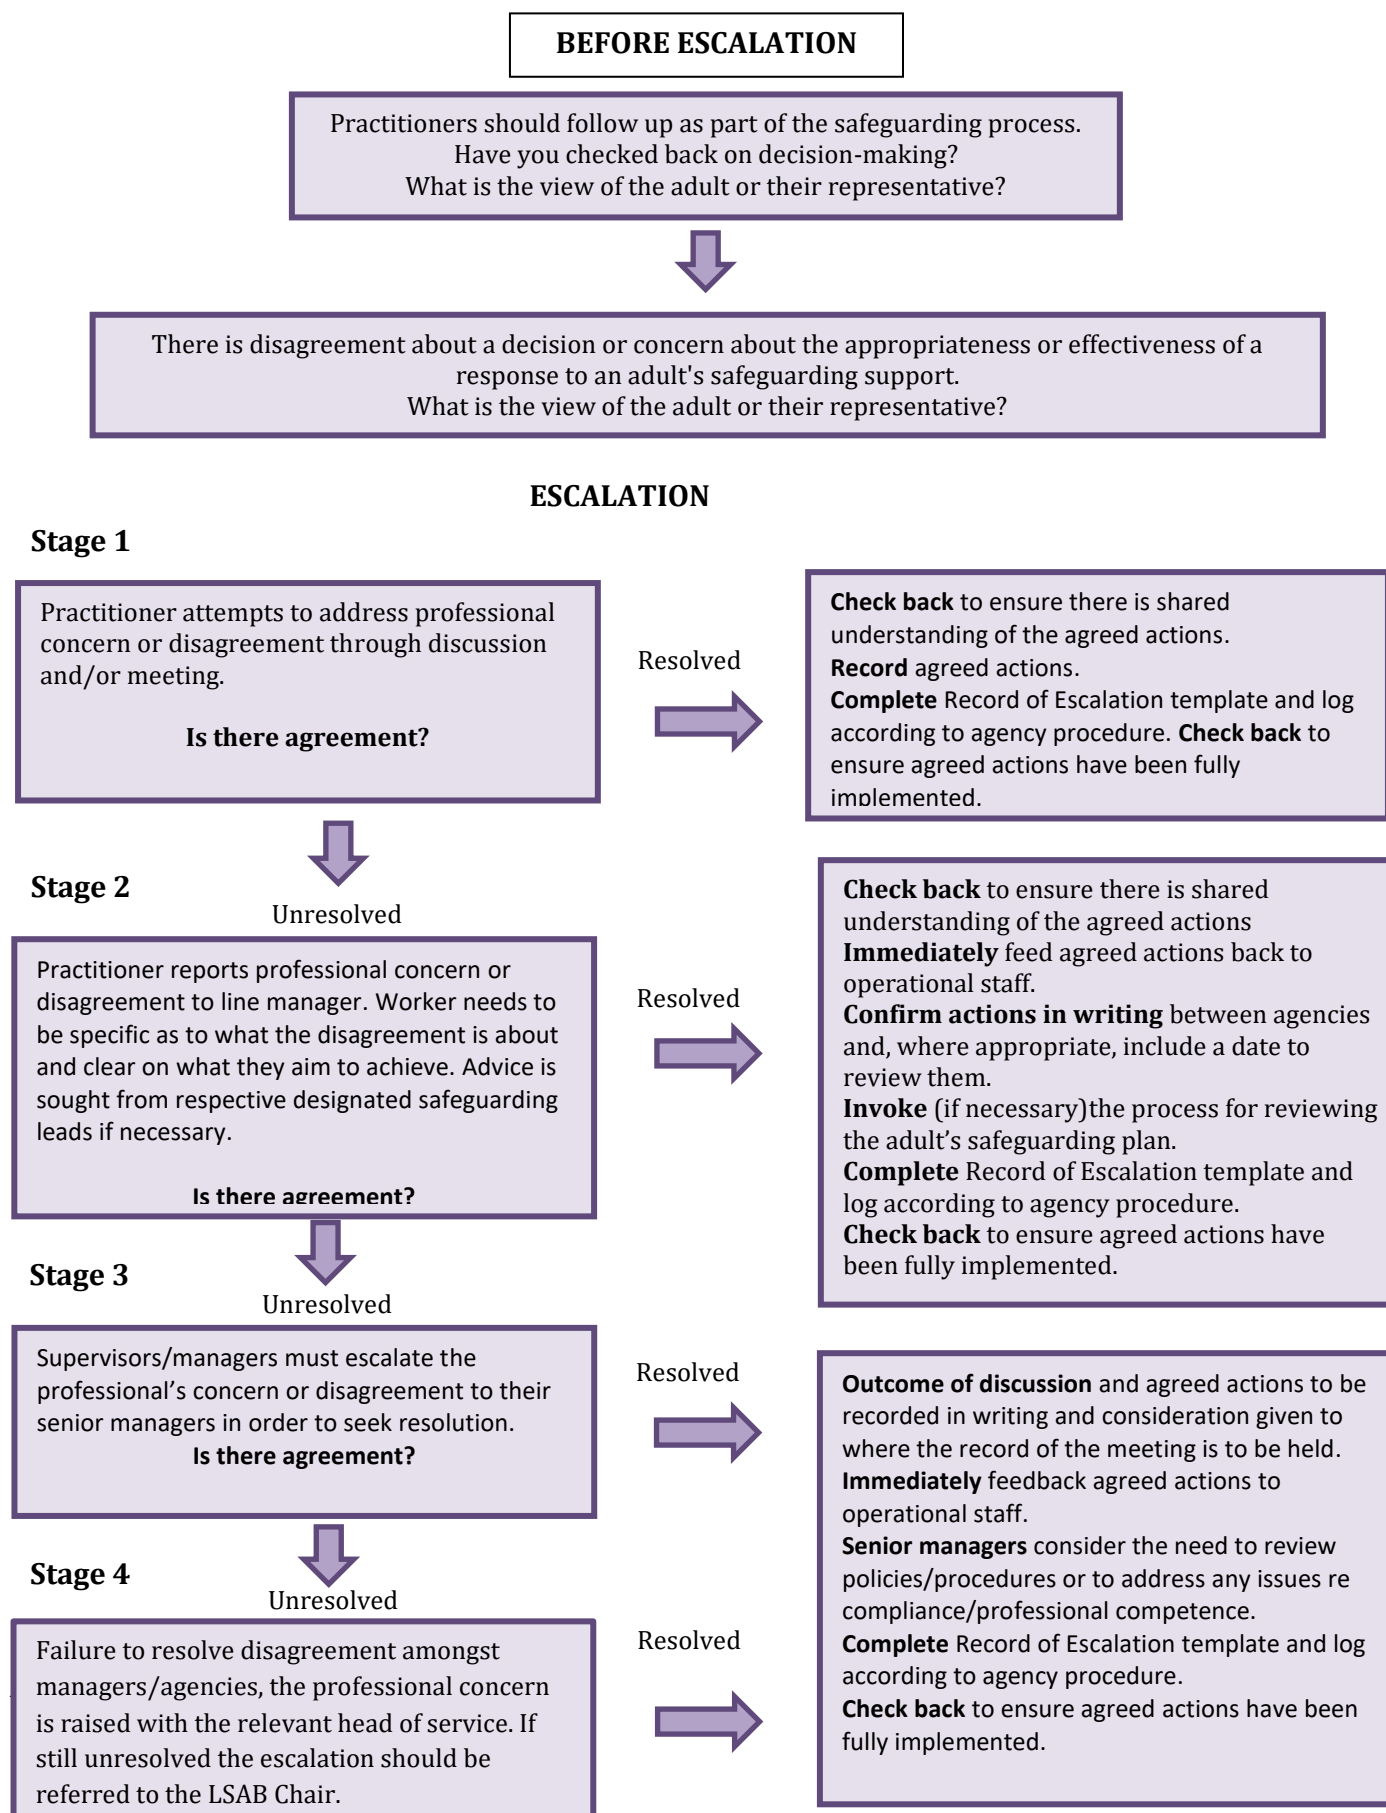 BEFORE ESCALATION
Practitioners should follow up as part of the safeguarding process.
Have you checked back on decision-making?
What is the view of the adult or their representative?
There is disagreement about a decision or concern about the appropriateness or effectiveness of a
response to an adult's safeguarding support.
What is the view of the adult or their representative?
ESCALATION
Stage 1
Practitioner attempts to address professional
concern or disagreement through discussion
and/or meeting.
Is there agreement?
Resolved
Check back to ensure there is shared
understanding of the agreed actions.
Record agreed actions.
Complete Record of Escalation template and log
according to agency procedure. Check back to
ensure agreed actions have been fully
implemented.
Unresolved
Stage 2
Practitioner reports professional concern or
disagreement to line manager. Worker needs to
be specific as to what the disagreement is about
and clear on what they aim to achieve. Advice is
sought from respective designated safeguarding
leads if necessary.
Is there agreement?
Resolved
Check back to ensure there is shared
understanding of the agreed actions
Immediately feed agreed actions back to
operational staff.
Confirm actions in writing between agencies
and, where appropriate, include a date to
review them.
Invoke (if necessary)the process for reviewing
the adult’s safeguarding plan.
Complete Record of Escalation template and
log according to agency procedure.
Check back to ensure agreed actions have
been fully implemented.
Unresolved
Stage 3
Supervisors/managers must escalate the
professional’s concern or disagreement to their
senior managers in order to seek resolution.
Is there agreement?
Resolved
Outcome of discussion and agreed actions to be
recorded in writing and consideration given to
where the record of the meeting is to be held.
Immediately feedback agreed actions to
operational staff.
Senior managers consider the need to review
policies/procedures or to address any issues re
compliance/professional competence.
Complete Record of Escalation template and log
according to agency procedure.
Check back to ensure agreed actions have been
fully implemented.
Unresolved
Stage 4
Failure to resolve disagreement amongst
managers/agencies, the professional concern
is raised with the relevant head of service. If
still unresolved the escalation should be
referred to the LSAB Chair.
Resolved